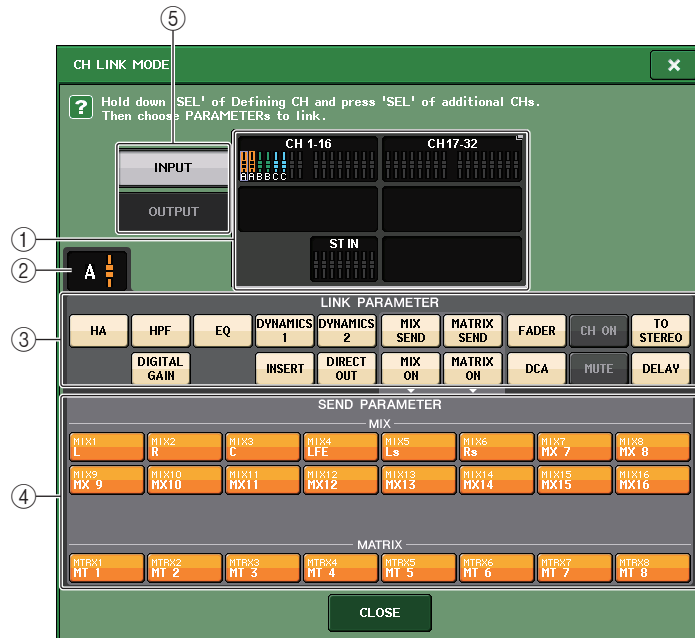 ⑤
CH LINK MODE
×
? Hold down 'SEL' of Defining CH and press 'SEL' of additional CHs.
Then choose PARAMETERs to link.
INPUT
OUTPUT
CH 1-16
CH17-32
A A B B C C
ST IN
①
②
A
LINK PARAMETER
③
HA
HPF
EQ
DYNAMICS 1
DYNAMICS 2
MIX SEND
MATRIX SEND
FADER
CH ON
TO STEREO
DIGITAL GAIN
INSERT
DIRECT OUT
MIX ON
MATRIX ON
DCA
MUTE
DELAY
SEND PARAMETER
MIX
④
MIX1 L
MIX2 R
MIX3 C
MIX4 LFE
MIX5 Ls
MIX6 Rs
MIX7 MX 7
MIX8 MX 8
MIX9 MX 9
MIX10 MX10
MIX11 MX11
MIX12 MX12
MIX13 MX13
MIX14 MX14
MIX15 MX15
MIX16 MX16
MATRIX
MTRX1 MT 1
MTRX2 MT 2
MTRX3 MT 3
MTRX4 MT 4
MTRX5 MT 5
MTRX6 MT 6
MTRX7 MT 7
MTRX8 MT 8
CLOSE